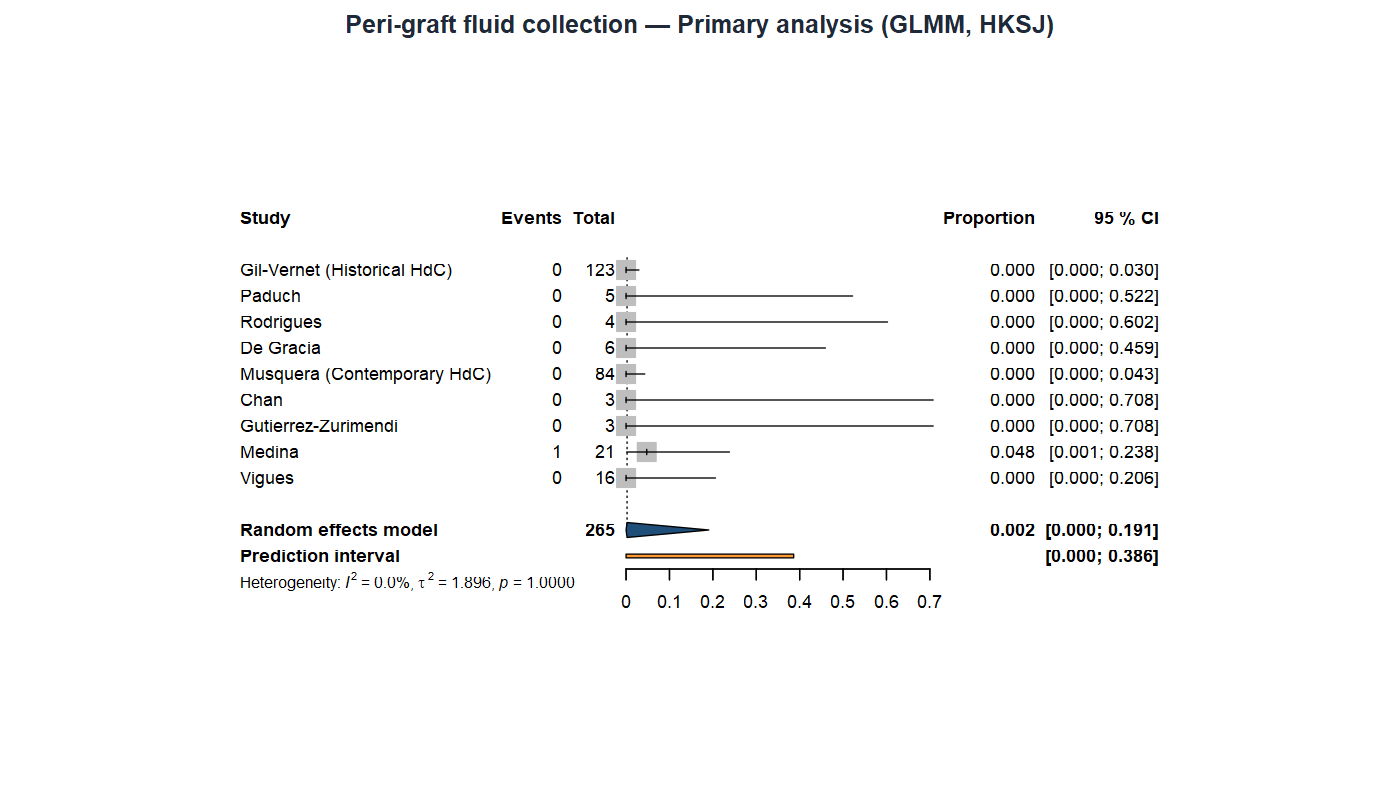 Peri-graft fluid collection — Primary analysis (GLMM, HKSJ)
Study Events Total Proportion 95 % CI
Gil-Vernet (Historical HdC) 0 123 0.000 [0.000; 0.030]
Paduch 0 5 0.000 [0.000; 0.522]
Rodrigues 0 4 0.000 [0.000; 0.602]
De Gracia 0 6 0.000 [0.000; 0.459]
Musquera (Contemporary HdC) 0 84 0.000 [0.000; 0.043]
Chan 0 3 0.000 [0.000; 0.708]
Gutierrez-Zurimendi 0 3 0.000 [0.000; 0.708]
Medina 1 21 0.048 [0.001; 0.238]
Vigues 0 16 0.000 [0.000; 0.206]
Random effects model 265 0.002 [0.000; 0.191]
Prediction interval [0.000; 0.386]
Heterogeneity: I² = 0.0%, τ² = 1.896, p = 1.0000
0 0.1 0.2 0.3 0.4 0.5 0.6 0.7